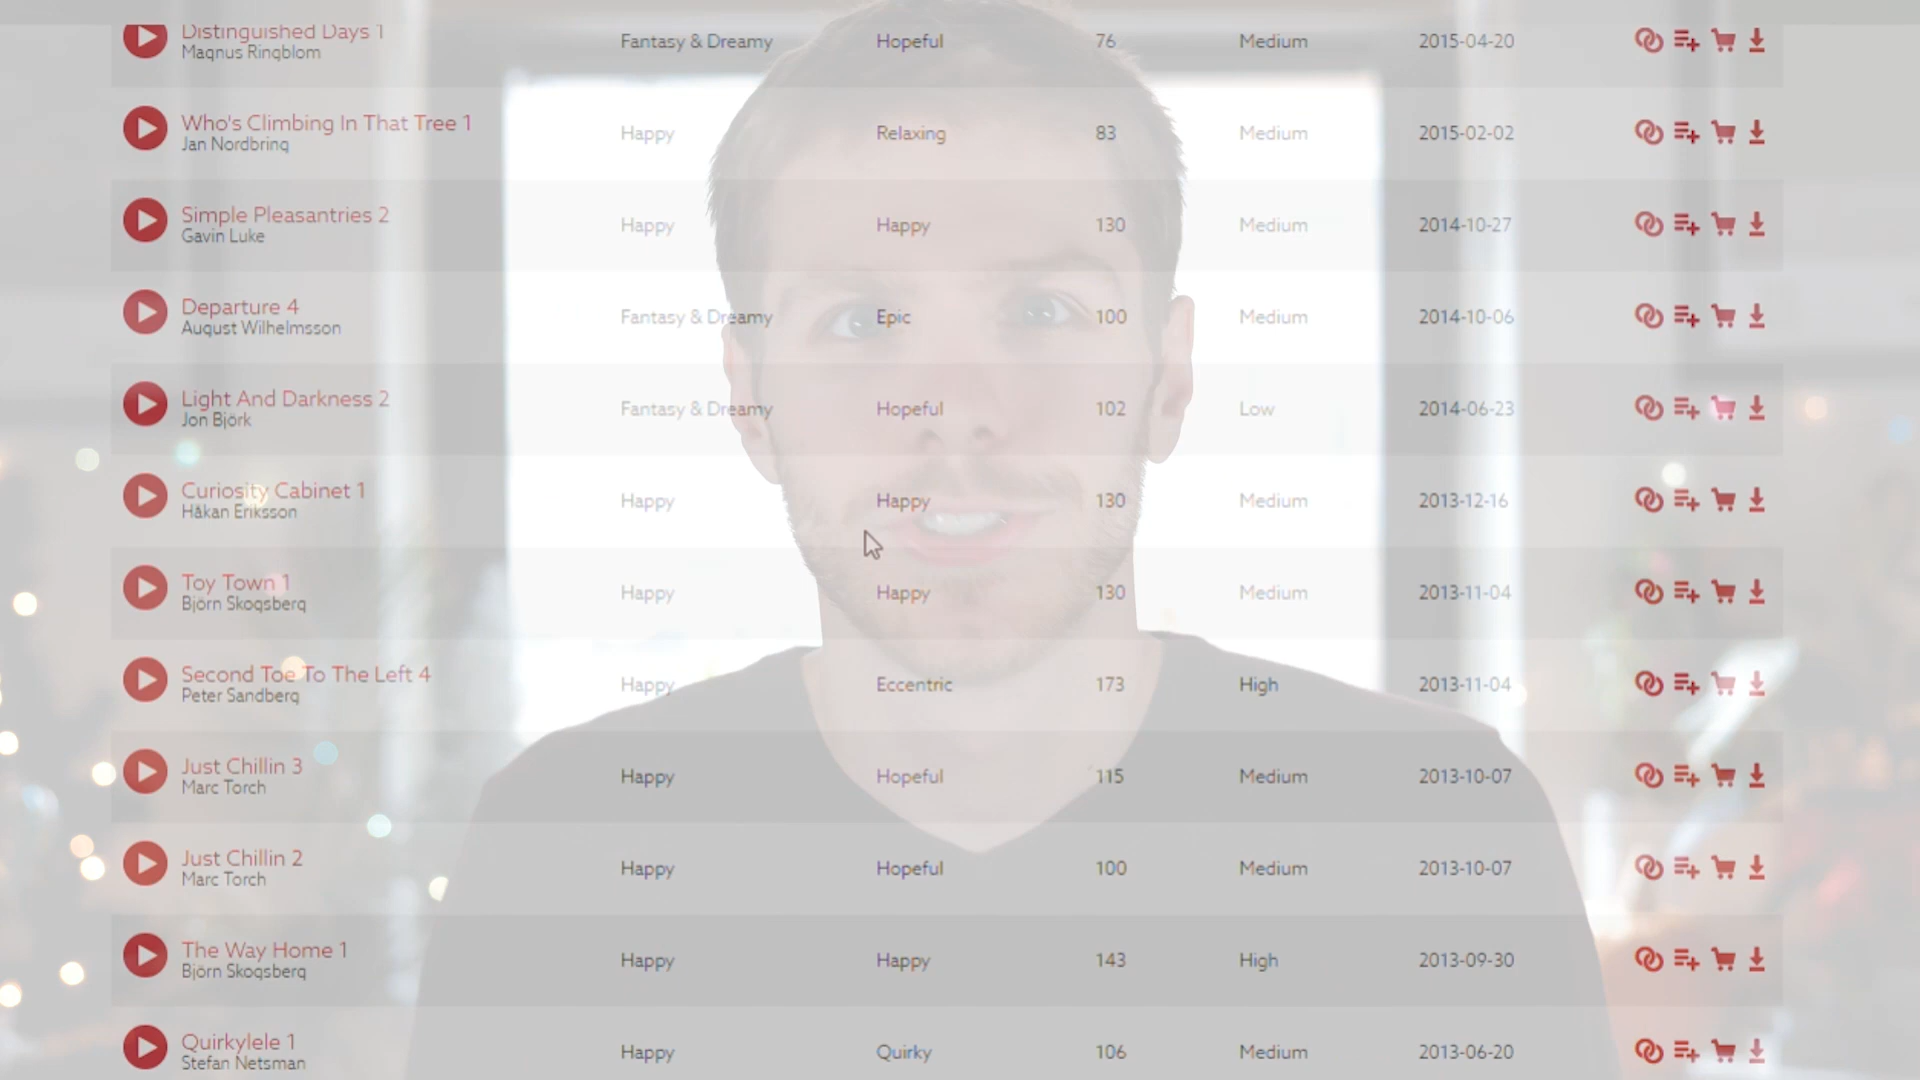 Distinguished Days 1
Magnus Ringblom
Fantasy & Dreamy Hopeful 76 Medium 2015-04-20
Who's Climbing In That Tree 1
Jan Nordbring
Happy Relaxing 83 Medium 2015-02-02
Simple Pleasantries 2
Gavin Luke
Happy Happy 130 Medium 2014-10-27
Departure 4
August Wilhelmsson
Fantasy & Dreamy Epic 100 Medium 2014-10-06
Light And Darkness 2
Jon Björk
Fantasy & Dreamy Hopeful 102 Low 2014-06-23
Curiosity Cabinet 1
Håkan Eriksson
Happy Happy 130 Medium 2013-12-16
Toy Town 1
Björn Skogsberg
Happy Happy 130 Medium 2013-11-04
Second Toe To The Left 4
Peter Sandberg
Happy Eccentric 173 High 2013-11-04
Just Chillin 3
Marc Torch
Happy Hopeful 115 Medium 2013-10-07
Just Chillin 2
Marc Torch
Happy Hopeful 100 Medium 2013-10-07
The Way Home 1
Björn Skogsberg
Happy Happy 143 High 2013-09-30
Quirkylele 1
Stefan Netsman
Happy Quirky 106 Medium 2013-06-20